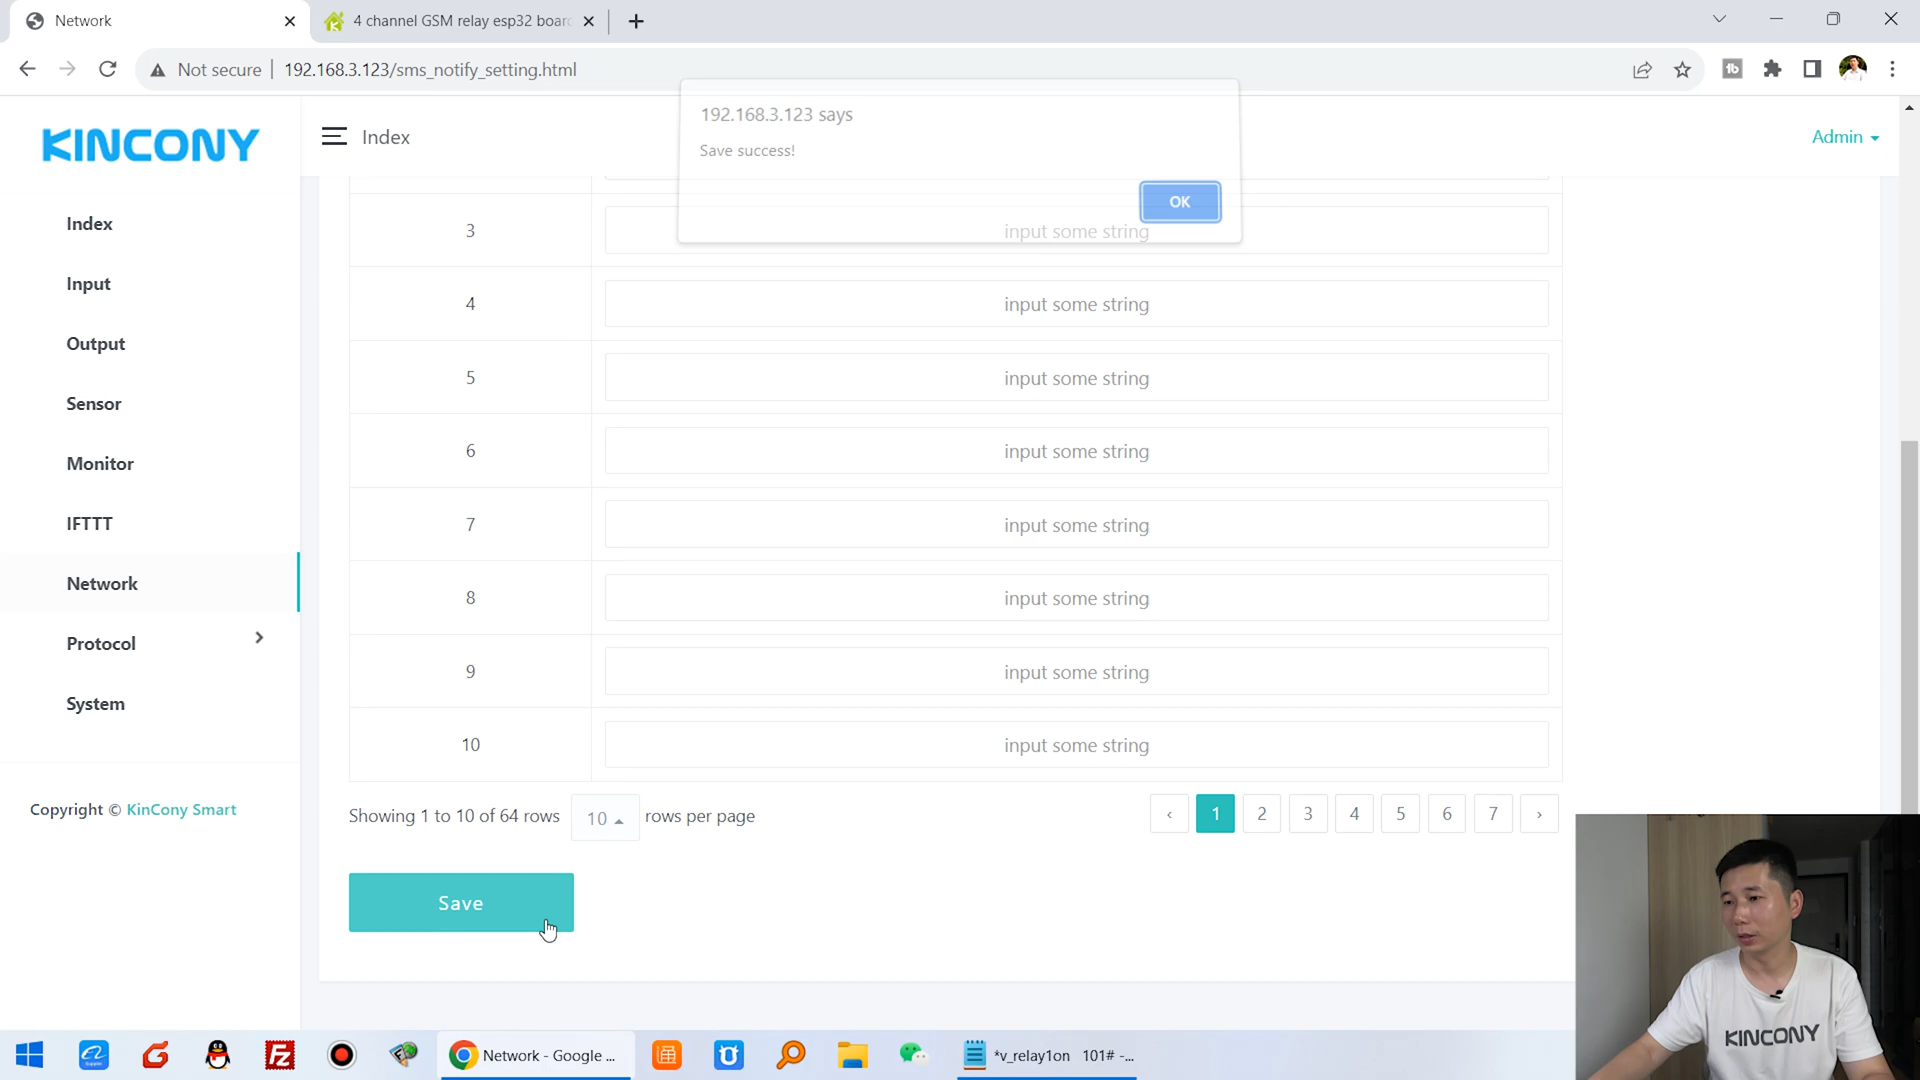 Network
4 channel GSM relay esp32 boar
Not secure
192.168.3.123/sms_notify_setting.html
192.168.3.123 says
Save success!
OK
KINCONY
Index
Admin
Index
Input
Output
Sensor
Monitor
IFTTT
Network
Protocol
System
Copyright © KinCony Smart
3 input some string
4 input some string
5 input some string
6 input some string
7 input some string
8 input some string
9 input some string
10 input some string
Showing 1 to 10 of 64 rows 10 rows per page
‹ 1 2 3 4 5 6 7 ›
Save
KINCONY
Network - Google ...
*v_relay1on 101# -...